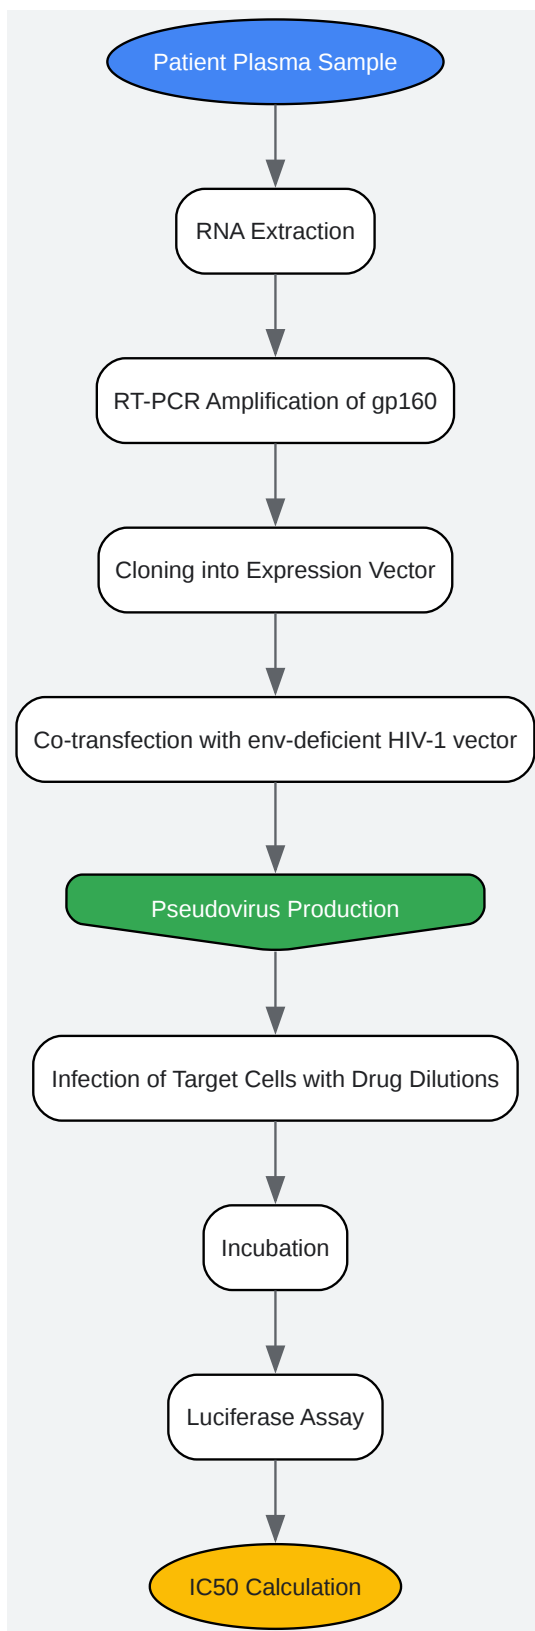 Patient Plasma Sample
RNA Extraction
RT-PCR Amplification of gp160
Cloning into Expression Vector
Co-transfection with env-deficient HIV-1 vector
Pseudovirus Production
Infection of Target Cells with Drug Dilutions
Incubation
Luciferase Assay
IC50 Calculation